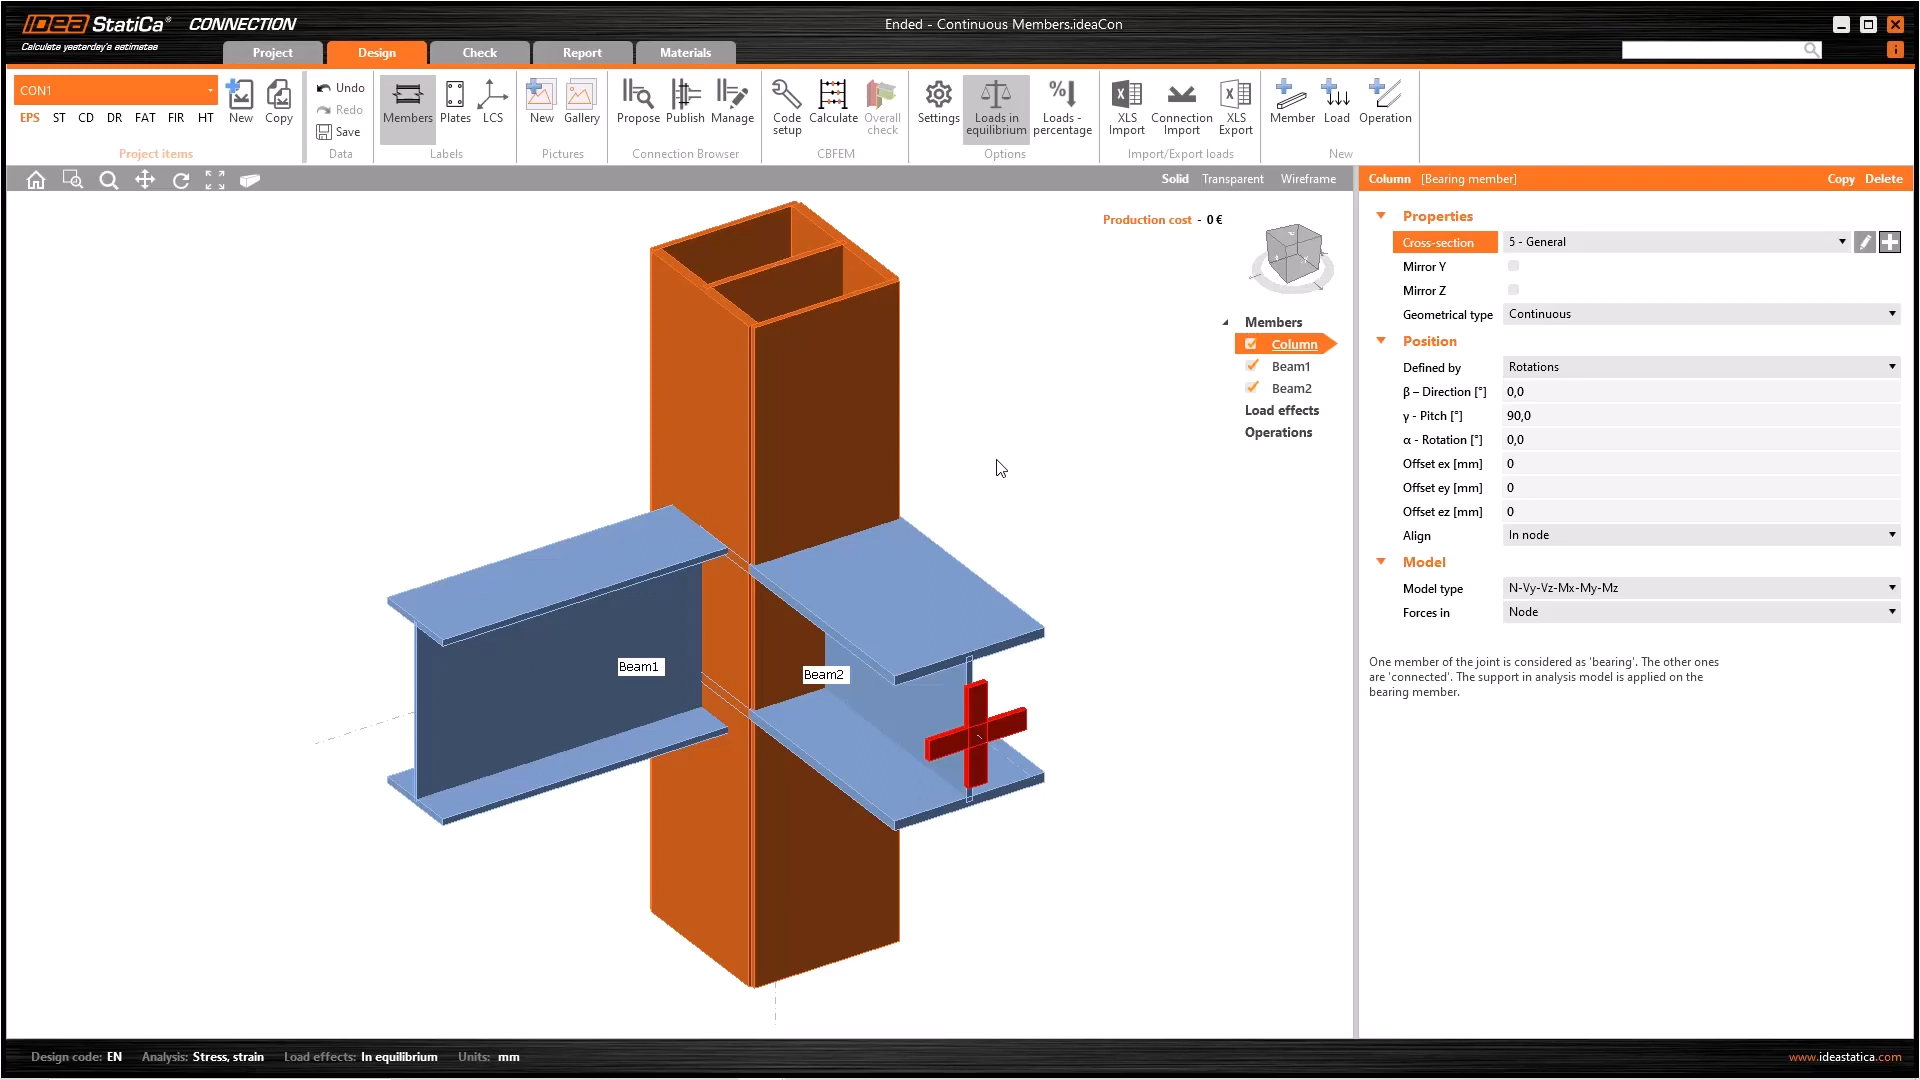 IDEA StatiCa® CONNECTION
Calculate yesterday's estimates
Ended - Continuous Members.ideaCon
i
Project Design Check Report Materials
CON1
EPS ST CD DR FAT FIR HT
New Copy
Project items
Undo
Redo
Save
Data
Members Plates LCS
Labels
New Gallery
Pictures
Propose Publish Manage
Connection Browser
Code setup Calculate Overall check
CBFEM
Settings Loads in equilibrium Loads - percentage
Options
XLS Import Connection Import XLS Export
Import/Export loads
Member Load Operation
New
Solid Transparent Wireframe
Production cost - 0 €
Members
Column
Beam1
Beam2
Load effects
Operations
Beam1
Beam2
Column [Bearing member] Copy Delete
Properties
Cross-section 5 - General
Mirror Y
Mirror Z
Geometrical type Continuous
Position
Defined by Rotations
β – Direction [°] 0,0
γ - Pitch [°] 90,0
α - Rotation [°] 0,0
Offset ex [mm] 0
Offset ey [mm] 0
Offset ez [mm] 0
Align In node
Model
Model type N-Vy-Vz-Mx-My-Mz
Forces in Node
One member of the joint is considered as 'bearing'. The other ones
are 'connected'. The support in analysis model is applied on the
bearing member.
Design code: EN Analysis: Stress, strain Load effects: In equilibrium Units: mm
www.ideastatica.com